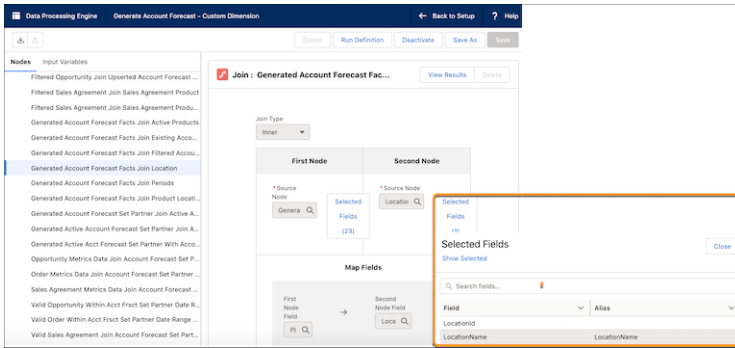 Data Processing Engine
Generate Account Forecast - Custom Dimension
Back to Setup
? Help
Delete
Run Definition
Deactivate
Save As
Save
Nodes
Input Variables
Filtered Opportunity Join Upserted Account Forecast ...
Filtered Sales Agreement Join Sales Agreement Product
Filtered Sales Agreement Join Sales Agreement Produ...
Generated Account Forecast Facts Join Active Products
Generated Account Forecast Facts Join Existing Acco...
Generated Account Forecast Facts Join Filtered Accou...
Generated Account Forecast Facts Join Location
Generated Account Forecast Facts Join Periods
Generated Account Forecast Facts Join Product Locati...
Generated Account Forecast Set Partner Join Active A...
Generated Active Account Forecast Set Partner Join A...
Generated Active Acct Forecast Set Partner With Acco...
Opportunity Metrics Data Join Account Forecast Set P...
Order Metrics Data Join Account Forecast Set Partner ...
Sales Agreement Metrics Data Join Account Forecast ...
Valid Opportunity Within Acct Frsct Set Partner Date R...
Valid Order Within Acct Frsct Set Partner Date Range ...
Valid Sales Agreement Join Account Forecast Set Part...
Join : Generated Account Forecast Fac...
View Results
Delete
Join Type
Inner
First Node
Second Node
*Source
Node
Genera
Selected
Fields
(23)
*Source Node
Locatio
Selected
Fields
Map Fields
First
Node
Field
Second
Node Field
Loca
Selected Fields
Close
Show Selected
Search fields...
Field
Alias
LocationId
LocationName
LocationName